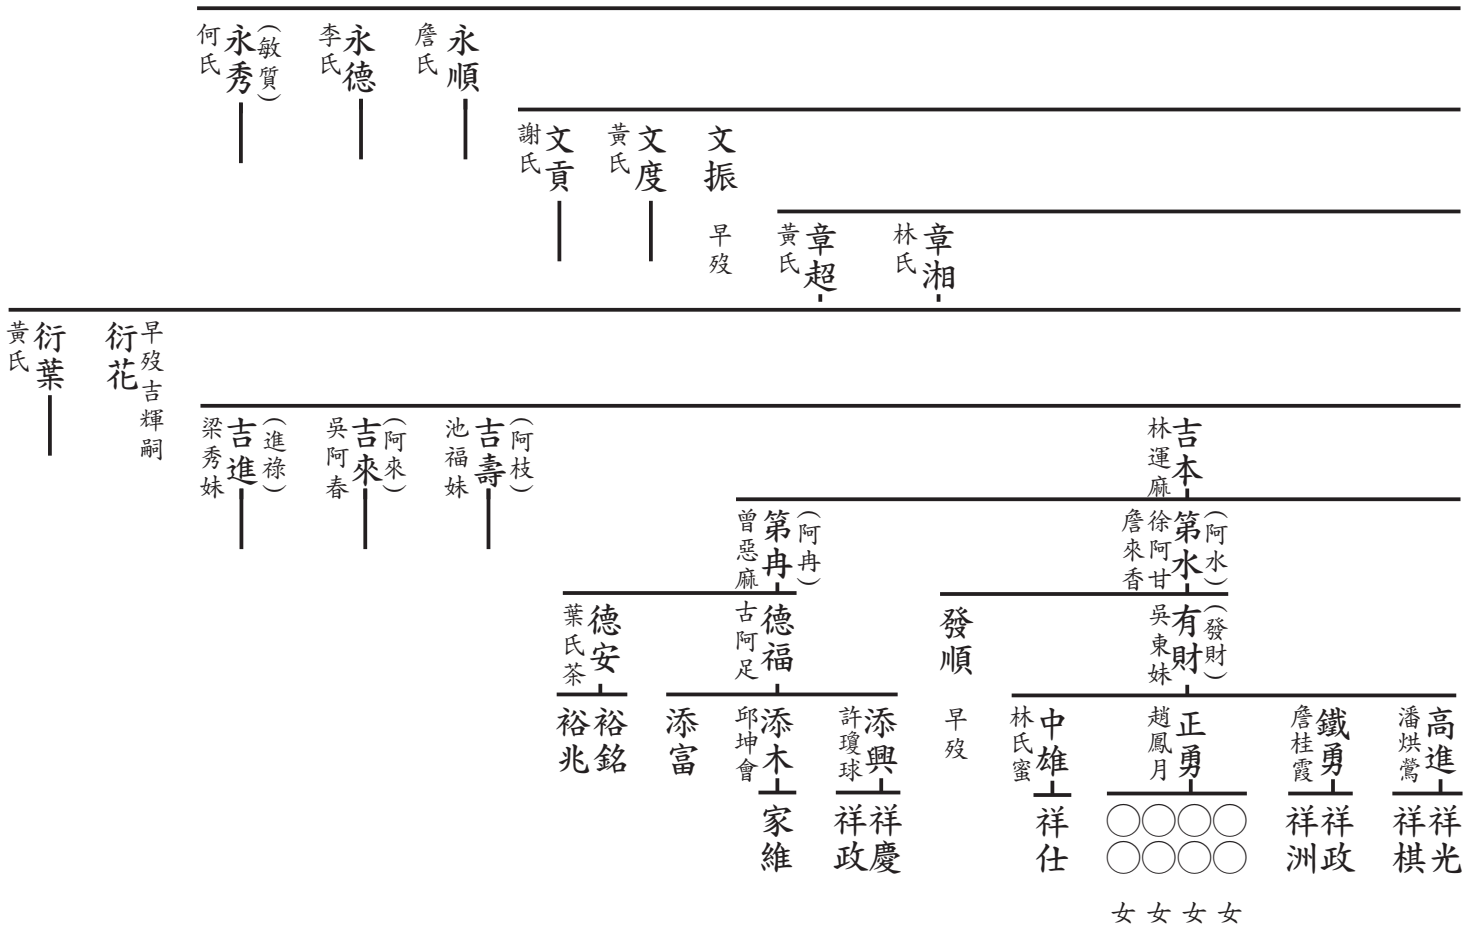 永順
詹氏
永德
李氏
(敏質)
永秀
何氏
文振
早歿
文度
黃氏
文貢
謝氏
章湘
林氏
章超
黃氏
早歿吉輝嗣
衍花
衍葉
黃氏
吉本
林運麻
(阿枝)
吉壽
池福妹
(阿來)
吉來
吳阿春
(進祿)
吉進
梁秀妹
(阿水)
第水
徐阿甘
詹來香
(阿冉)
第冉
曾惡麻
(發財)
有財
吳東妹
發順
早歿
德福
古阿足
德安
葉氏茶
高進
潘烘鶯
鐵勇
詹桂霞
正勇
趙鳳月
中雄
林氏蜜
添興
許瓊球
添木
邱坤會
添富
裕銘
裕兆
祥光
祥棋
祥政
祥洲
○○女
○○女
○○女
○○女
祥仕
祥慶
祥政
家維